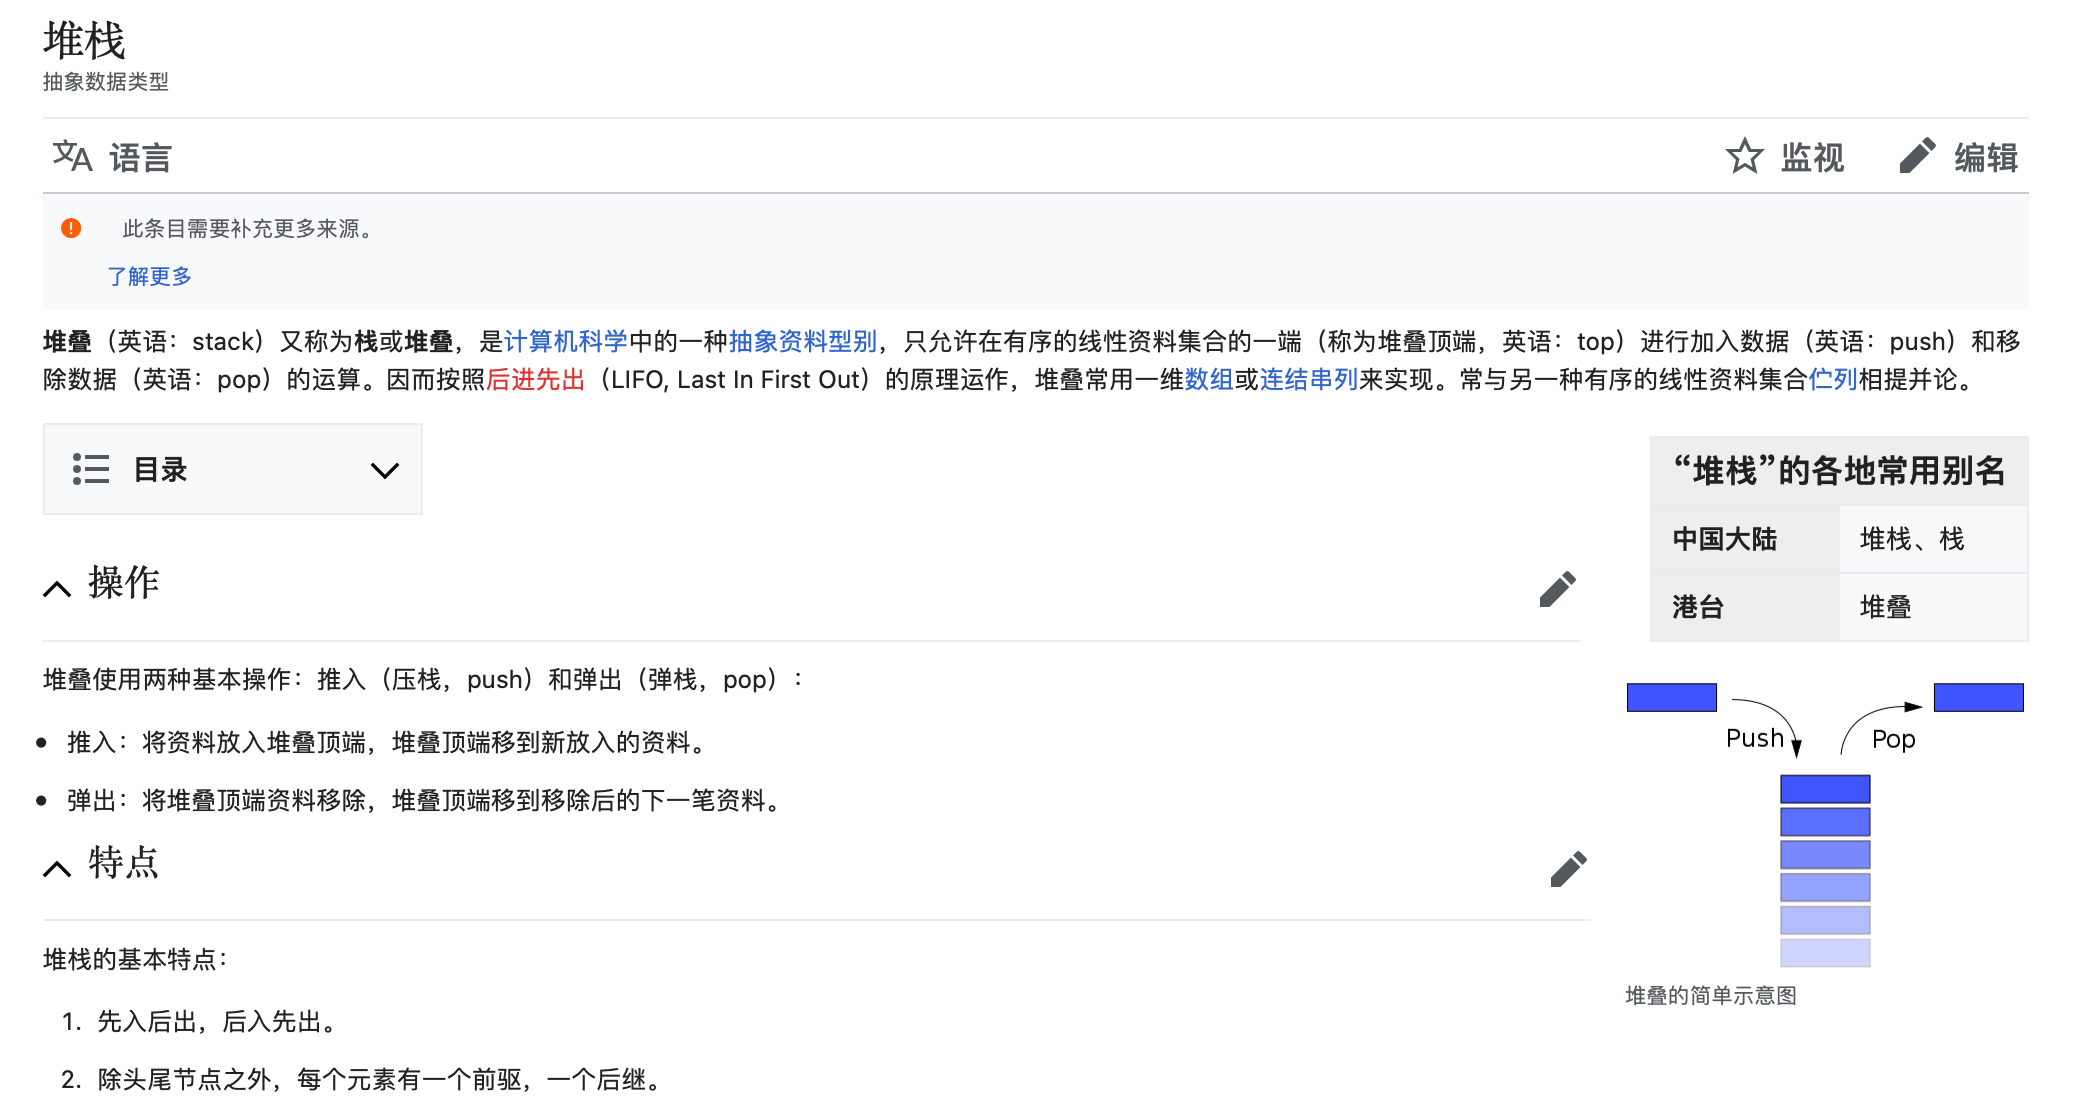 堆栈
抽象数据类型
语言
监视
编辑
此条目需要补充更多来源。
了解更多
堆叠（英语：stack）又称为栈或堆叠，是计算机科学中的一种抽象资料型别，只允许在有序的线性资料集合的一端（称为堆叠顶端，英语：top）进行加入数据（英语：push）和移
除数据（英语：pop）的运算。因而按照后进先出（LIFO, Last In First Out）的原理运作，堆叠常用一维数组或连结串列来实现。常与另一种有序的线性资料集合伫列相提并论。
目录
“堆栈”的各地常用别名
中国大陆 堆栈、栈
港台 堆叠
操作
堆叠使用两种基本操作：推入（压栈，push）和弹出（弹栈，pop）：
• 推入：将资料放入堆叠顶端，堆叠顶端移到新放入的资料。
• 弹出：将堆叠顶端资料移除，堆叠顶端移到移除后的下一笔资料。
Push
Pop
堆叠的简单示意图
特点
堆栈的基本特点：
1. 先入后出，后入先出。
2. 除头尾节点之外，每个元素有一个前驱，一个后继。